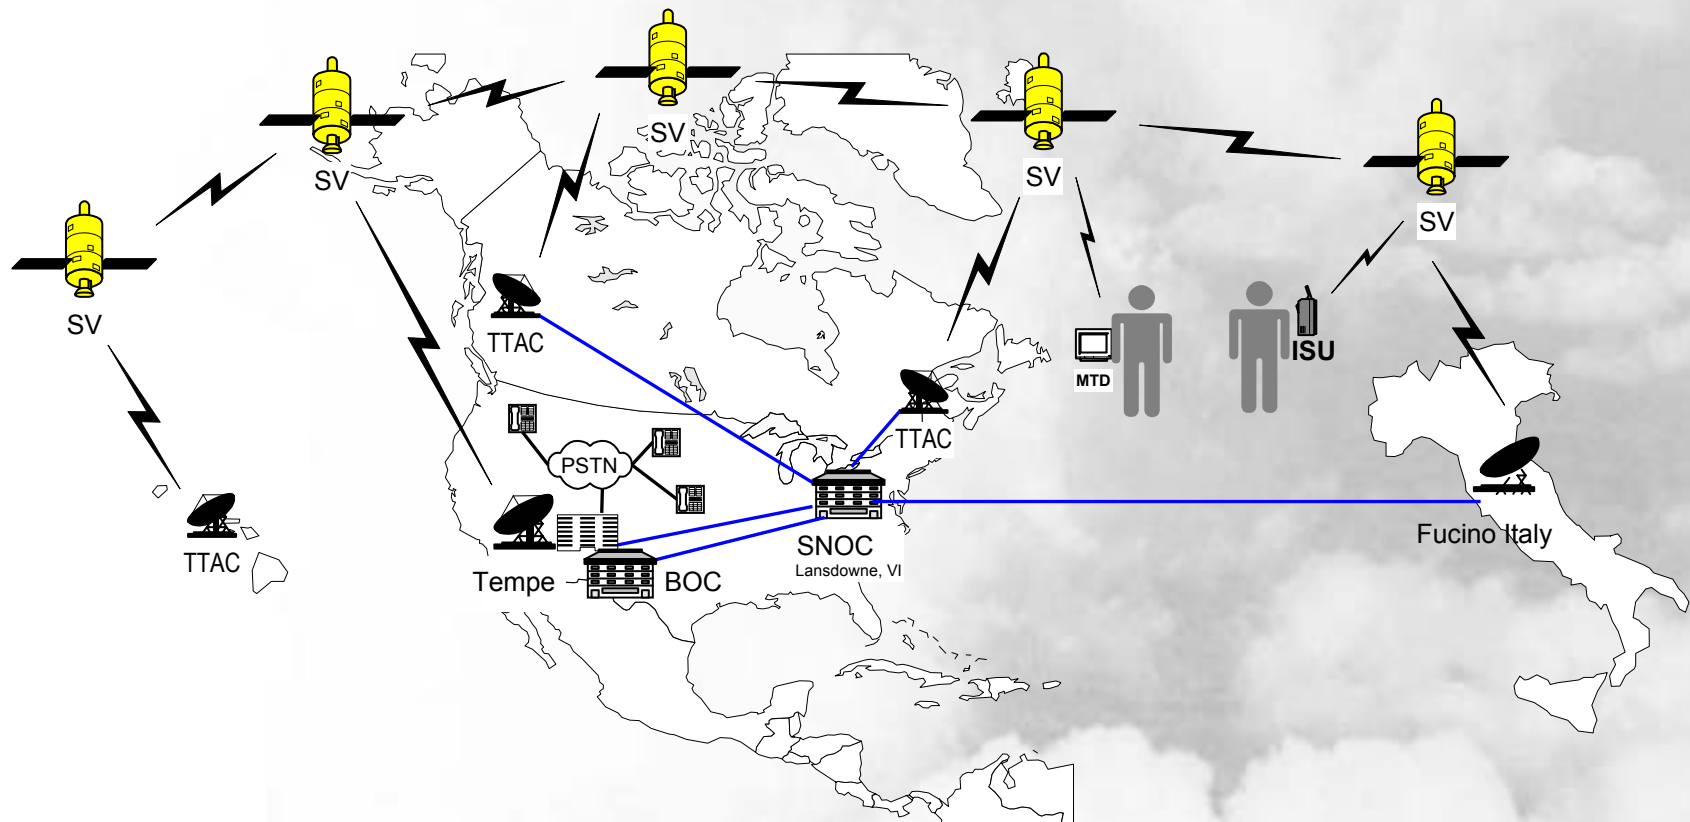 SV
SV
SV
SV
SV
TTAC
ISU
MTD
TTAC
PSTN
Fucino Italy
SNOC
Lansdowne, VI
TTAC
Tempe
BOC